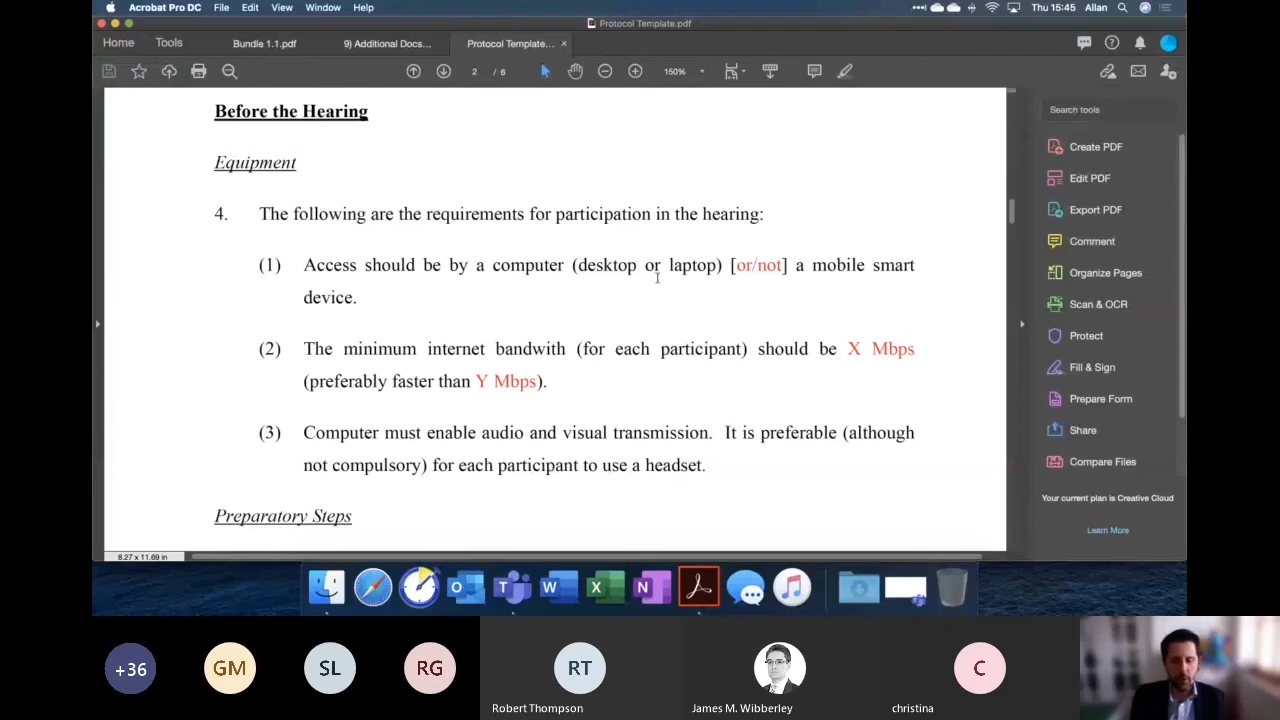 Acrobat Pro DC File Edit View Window Help
Thu 15:45 Allan
Protocol Template.pdf
Home Tools Bundle 1.1.pdf 9) Additional Docs... Protocol Template... ×
2 / 6 150%
Before the Hearing
Search tools
Create PDF
Equipment
Edit PDF
4. The following are the requirements for participation in the hearing:
Export PDF
Comment
(1) Access should be by a computer (desktop or laptop) [or/not] a mobile smart
device.
Organize Pages
Scan & OCR
Protect
(2) The minimum internet bandwith (for each participant) should be X Mbps
(preferably faster than Y Mbps).
Fill & Sign
Prepare Form
(3) Computer must enable audio and visual transmission. It is preferable (although
not compulsory) for each participant to use a headset.
Share
Compare Files
Your current plan is Creative Cloud
Preparatory Steps
Learn More
8.27 x 11.69 in
O T W X N
+36 GM SL RG RT C
Robert Thompson James M. Wibberley christina